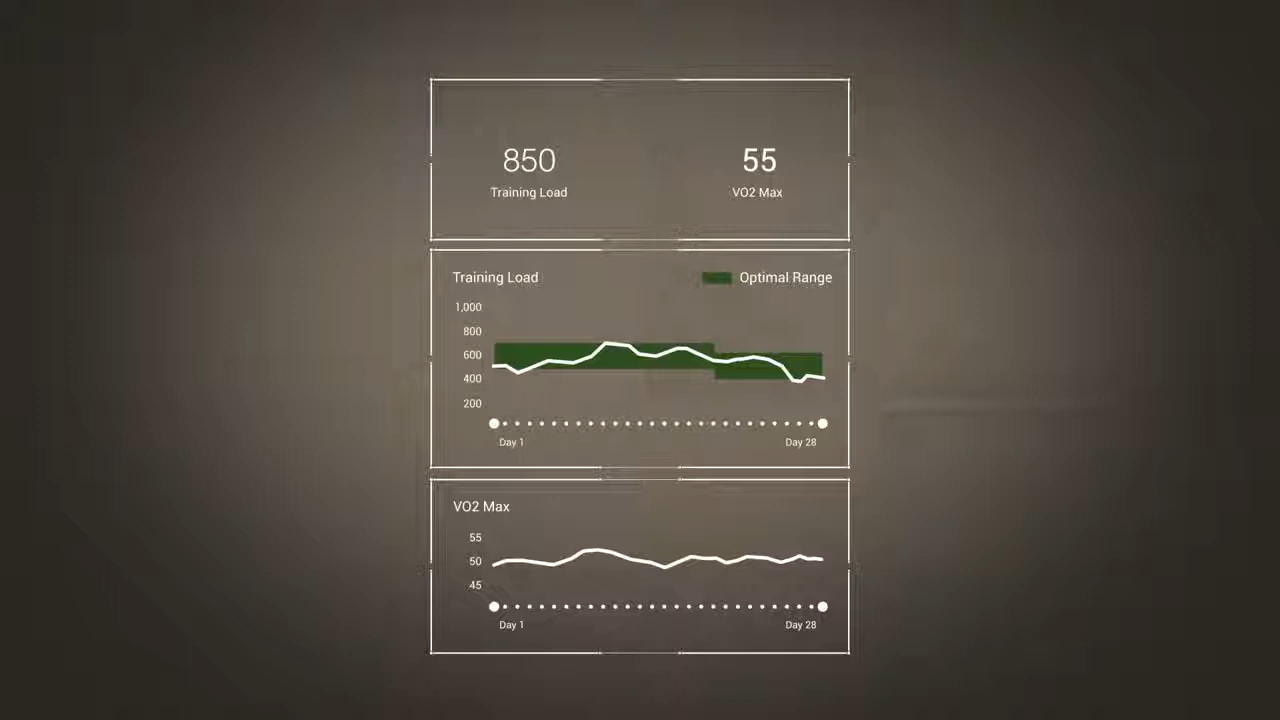 850 55
Training Load VO2 Max
Training Load Optimal Range
1,000
800
600
400
200
Day 1 Day 28
VO2 Max
55
50
45
Day 1 Day 28